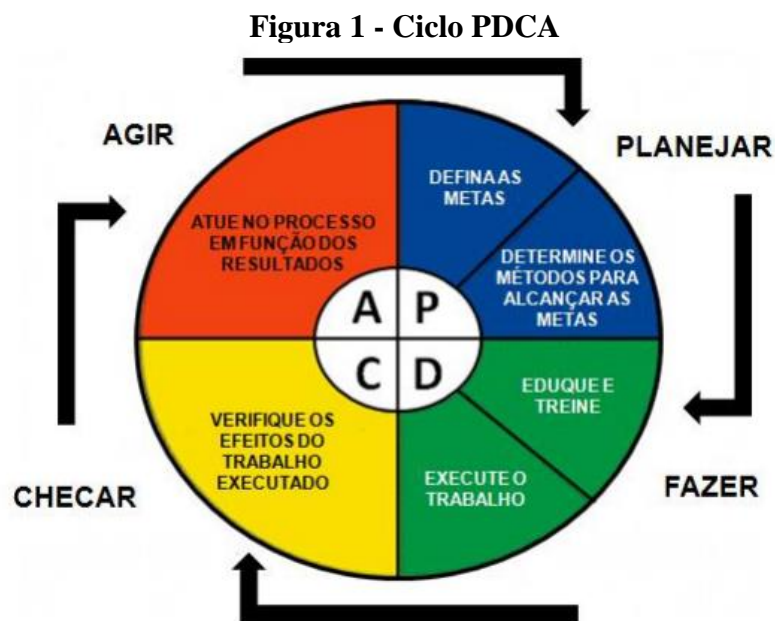 Figura 1 - Ciclo PDCA
AGIR
PLANEJAR
DEFINA AS
METAS
ATUE NO PROCESSO
EM FUNÇÃO DOS
RESULTADOS
DETERMINE OS
MÉTODOS PARA
ALCANÇAR AS
METAS
A P
C D
EDUQUE E
TREINE
VERIFIQUE OS
EFEITOS DO
TRABALHO
EXECUTADO
EXECUTE O
TRABALHO
CHECAR
FAZER